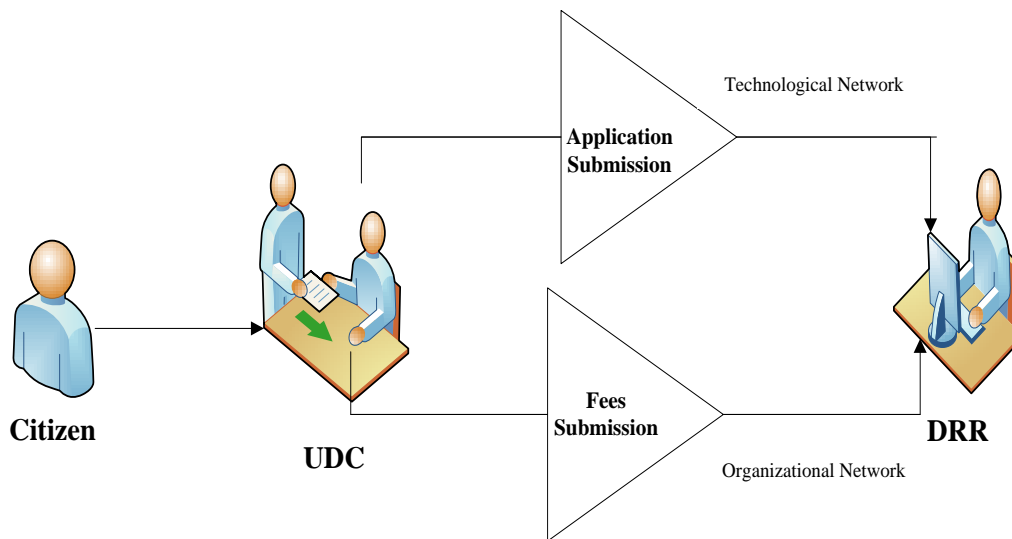 Technological Network
Application
Submission
Citizen
UDC
Fees
Submission
DRR
Organizational Network